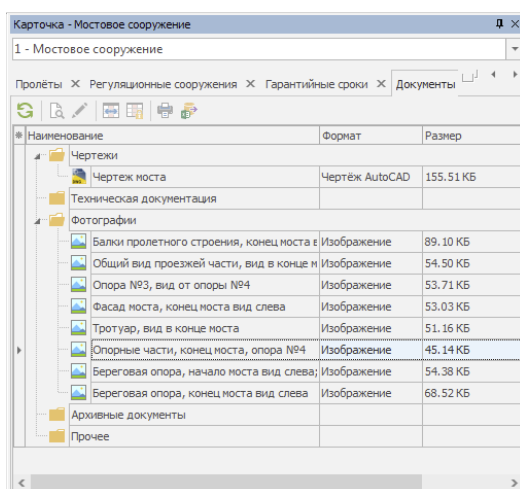 Карточка - Мостовое сооружение
1 - Мостовое сооружение
Пролёты Регуляционные сооружения Гарантийные сроки Документы
Наименование Формат Размер
Чертежи
Чертеж моста Чертёж AutoCAD 155.51 КБ
Техническая документация
Фотографии
Балки пролетного строения, конец моста Изображение 89.10 КБ
Общий вид проезжей части, вид в конце м Изображение 54.50 КБ
Опора №3, вид от опоры №4 Изображение 53.71 КБ
Фасад моста, конец моста вид слева Изображение 53.03 КБ
Тротуар, вид в конце моста Изображение 51.16 КБ
Опорные части, конец моста, опора №4 Изображение 45.14 КБ
Береговая опора, начало моста вид слева; Изображение 54.38 КБ
Береговая опора, конец моста вид слева Изображение 68.52 КБ
Архивные документы
Прочее